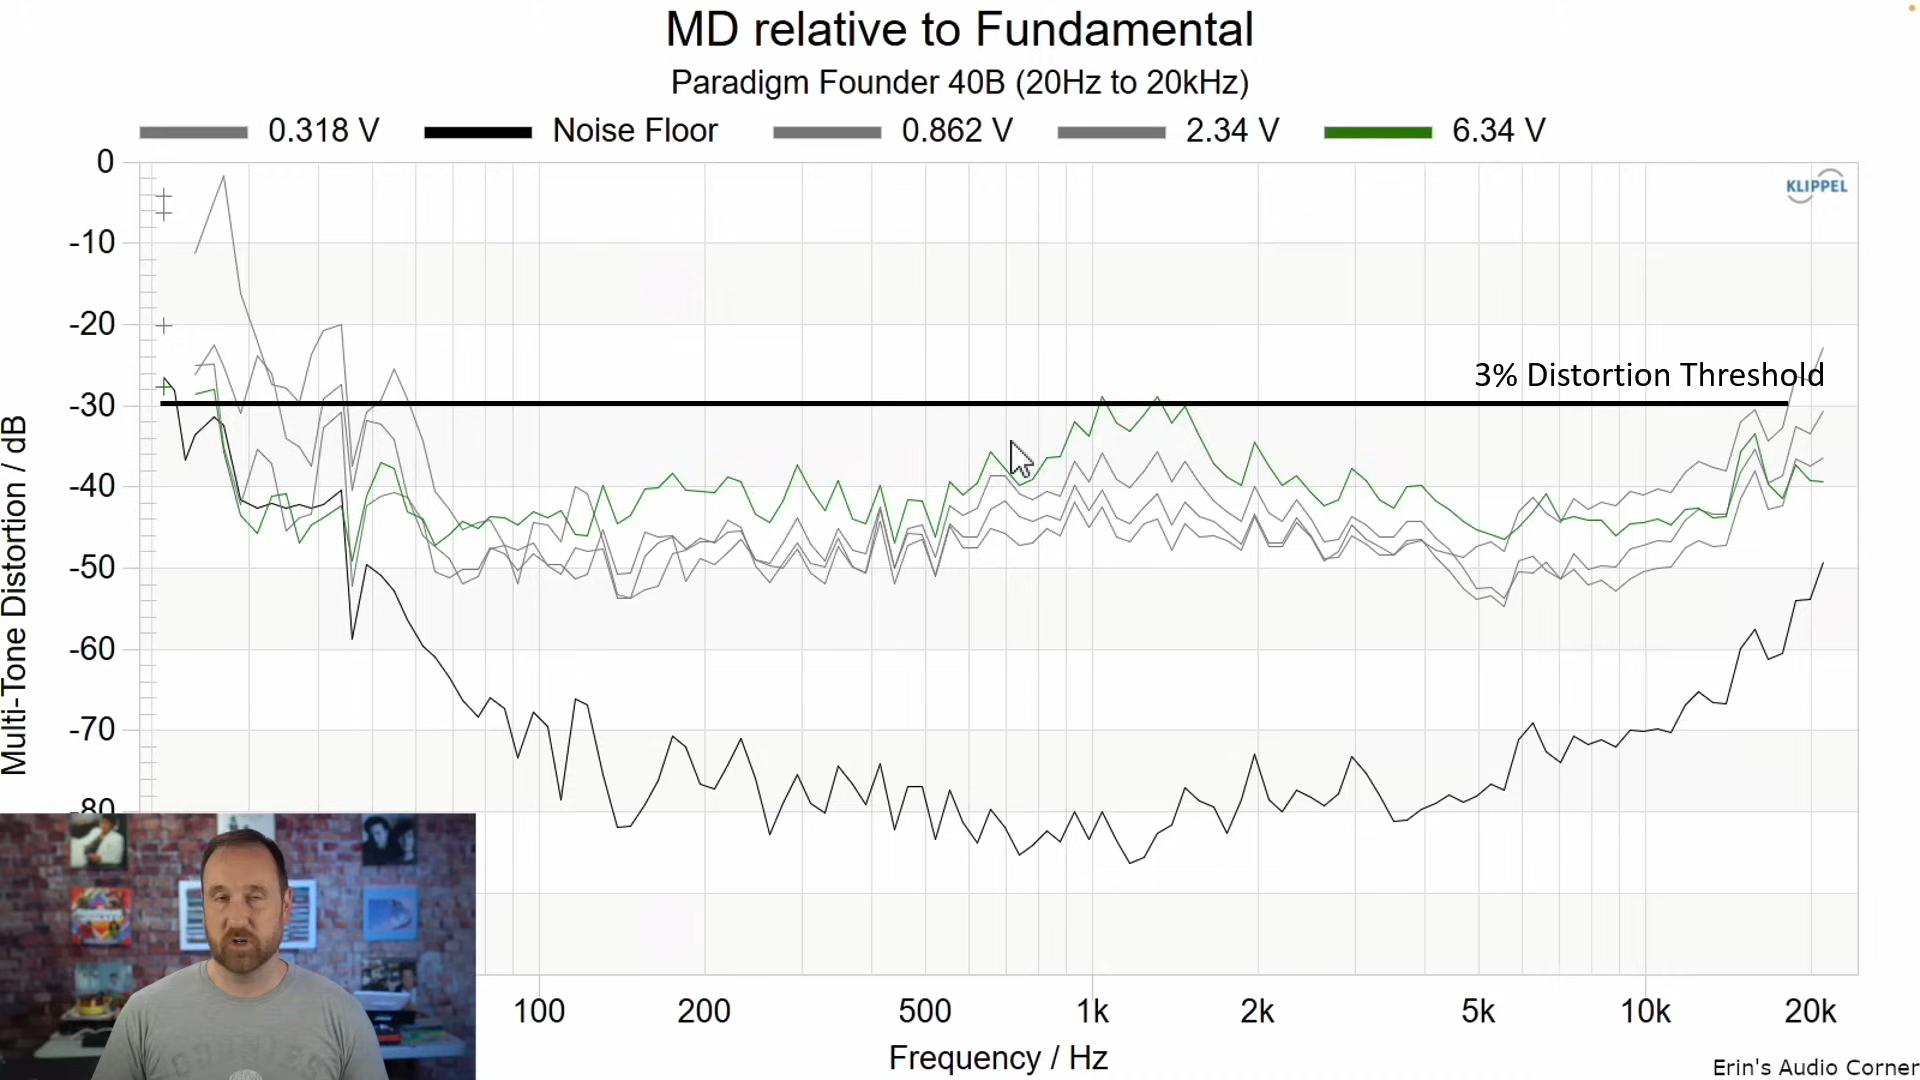 MD relative to Fundamental
Paradigm Founder 40B (20Hz to 20kHz)
0.318 V Noise Floor 0.862 V 2.34 V 6.34 V
KLIPPEL
0
-10
-20
-30
-40
-50
-60
-70
-80
3% Distortion Threshold
Multi-Tone Distortion / dB
100 200 500 1k 2k 5k 10k 20k
Frequency / Hz
Erin's Audio Corner